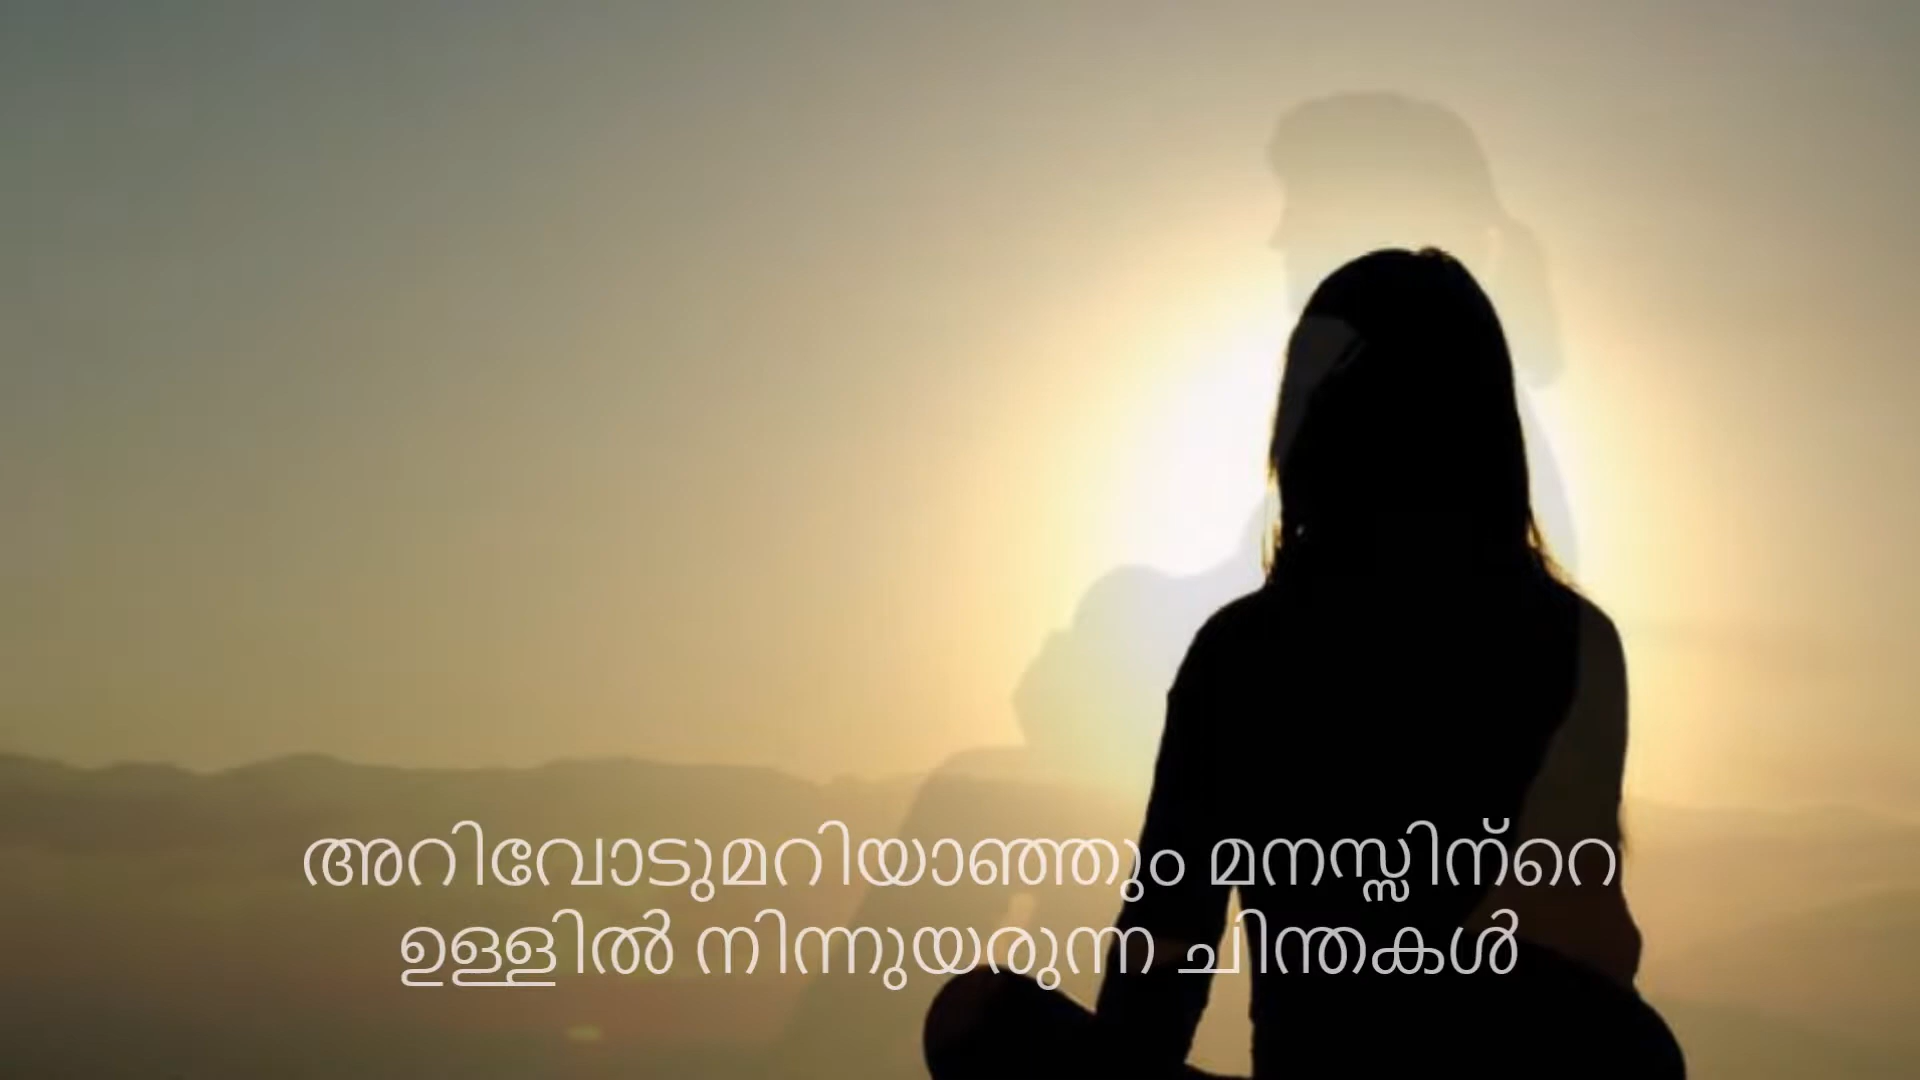 അറിവോടുമറിയാഞ്ഞും മനസ്സിന്റെ
ഉള്ളിൽ നിന്നുയരുന്ന ചിന്തകൾ